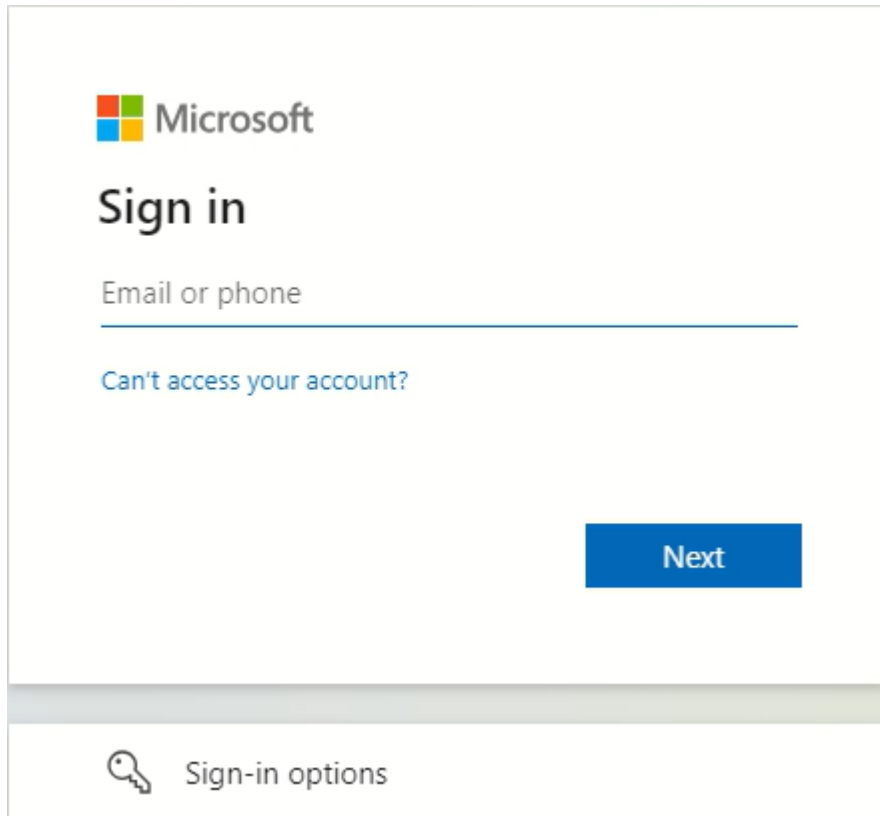 Microsoft
Sign in
Email or phone
Can't access your account?
Next
Sign-in options